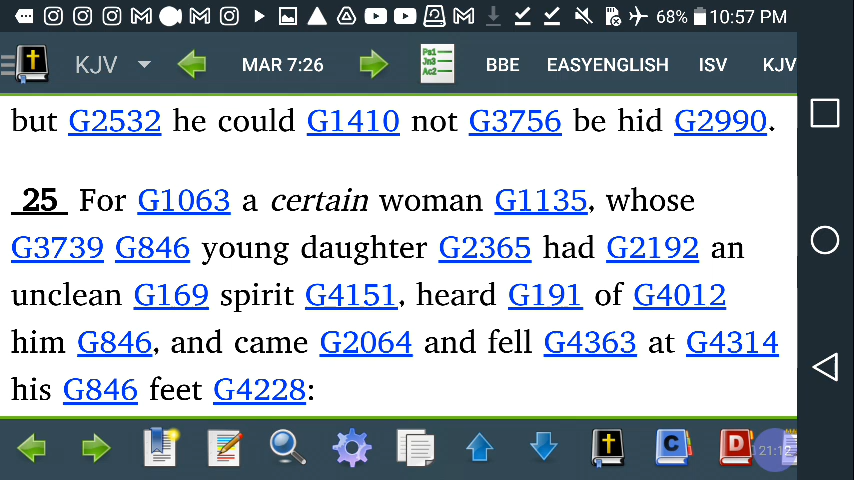 68% 10:57 PM
KJV MAR 7:26 BBE EASYENGLISH ISV KJV
but G2532 he could G1410 not G3756 be hid G2990.
25 For G1063 a certain woman G1135, whose
G3739 G846 young daughter G2365 had G2192 an
unclean G169 spirit G4151, heard G191 of G4012
him G846, and came G2064 and fell G4363 at G4314
his G846 feet G4228:
C D 21:12